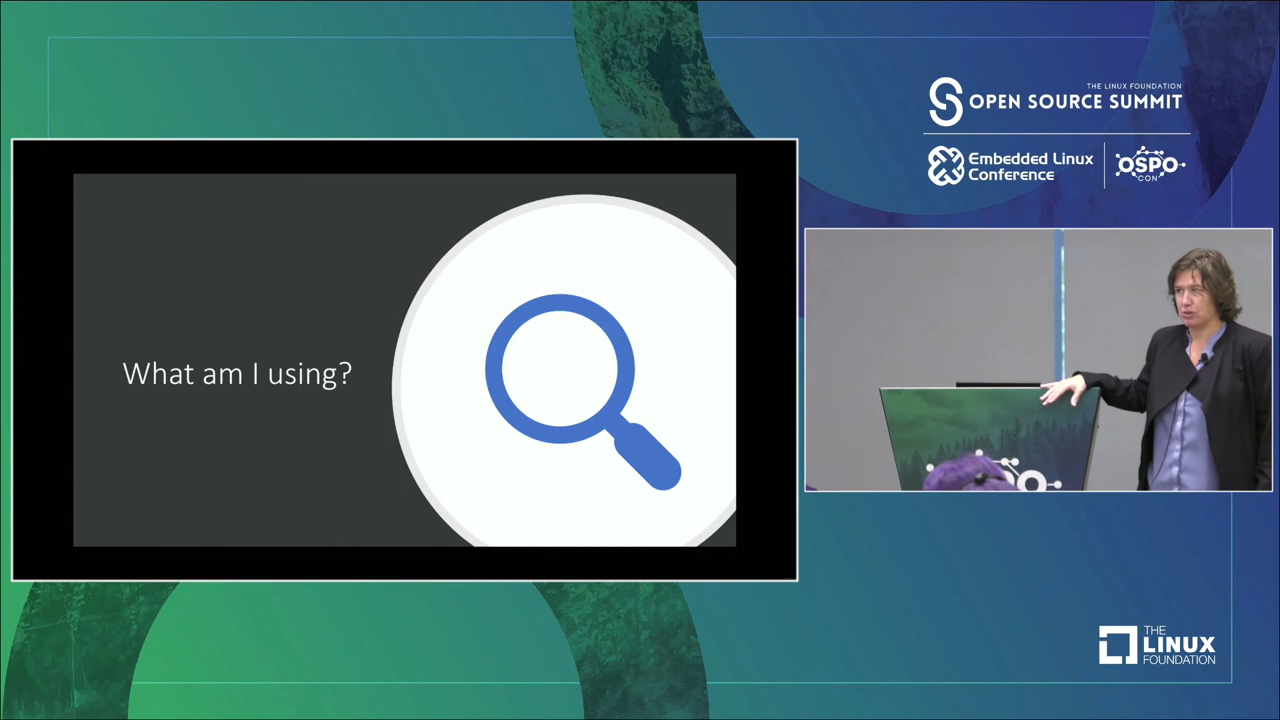 THE LINUX FOUNDATION
OPEN SOURCE SUMMIT
Embedded Linux
Conference
OSPO
CON
What am I using?
THE
LINUX
FOUNDATION